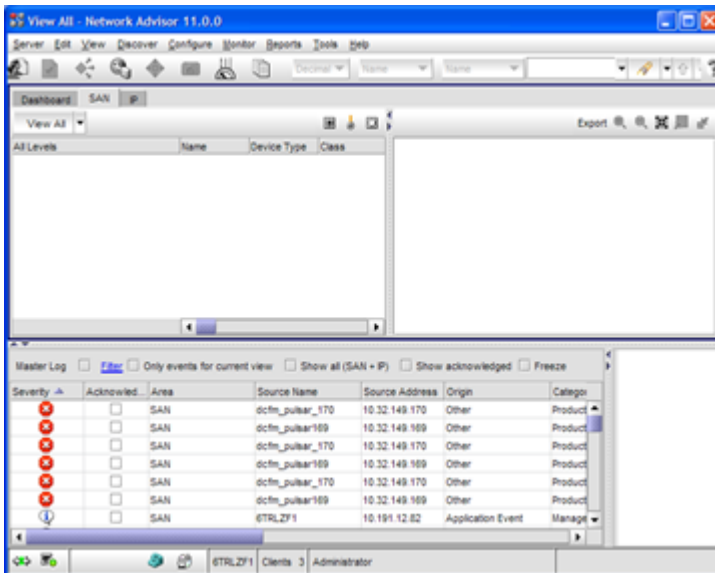 View All - Network Advisor 11.0.0
Server Edit View Discover Configure Monitor Reports Tools Help
Decimal Name Name
Dashboard SAN IP
View All Export
All Levels Name Device Type Class
Master Log Filter Only events for current view Show all (SAN + IP) Show acknowledged Freeze
Severity Acknowled... Area Source Name Source Address Origin Categor
SAN dcfm_pulsar_170 10.32.149.170 Other Product
SAN dcfm_pulsar169 10.32.149.169 Other Product
SAN dcfm_pulsar_170 10.32.149.170 Other Product
SAN dcfm_pulsar169 10.32.149.169 Other Product
SAN dcfm_pulsar_170 10.32.149.170 Other Product
SAN dcfm_pulsar169 10.32.149.169 Other Product
SAN 6TRLZF1 10.191.12.82 Application Event Manage
6TRLZF1 Clients 3 Administrator